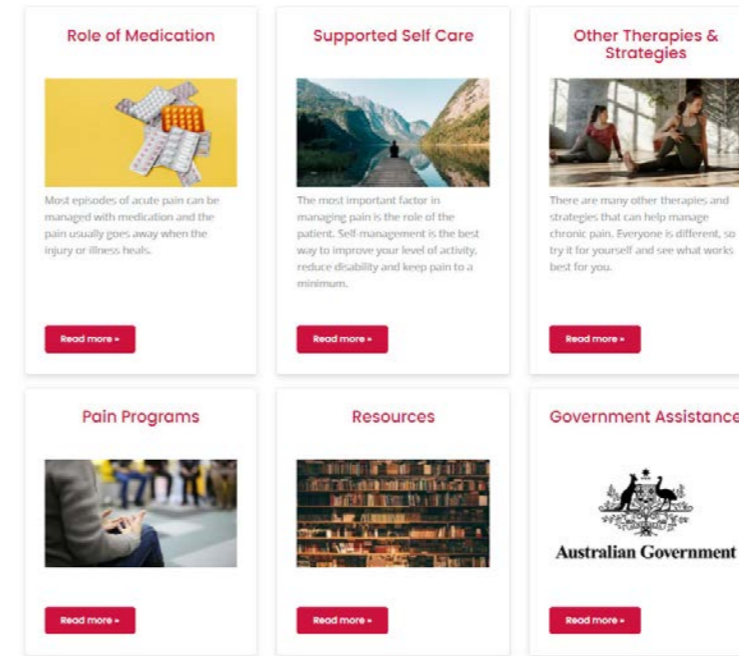 Role of Medication
Most episodes of acute pain can be
managed with medication and the
pain usually goes away when the
injury or illness heals.
Read more »
Supported Self Care
The most important factor in
managing pain is the role of the
patient. Self-management is the best
way to improve your level of activity,
reduce disability and keep pain to a
minimum.
Read more »
Other Therapies &
Strategies
There are many other therapies and
strategies that can help manage
chronic pain. Everyone is different, so
try it for yourself and see what works
best for you.
Read more »
Pain Programs
Read more »
Resources
Read more »
Government Assistance
Australian Government
Read more »